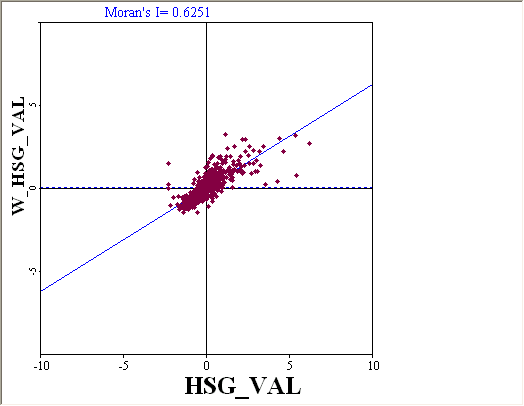 Moran's I= 0.6251
W_HSG_VAL
5
0
-5
-10 -5 0 5 10
HSG_VAL